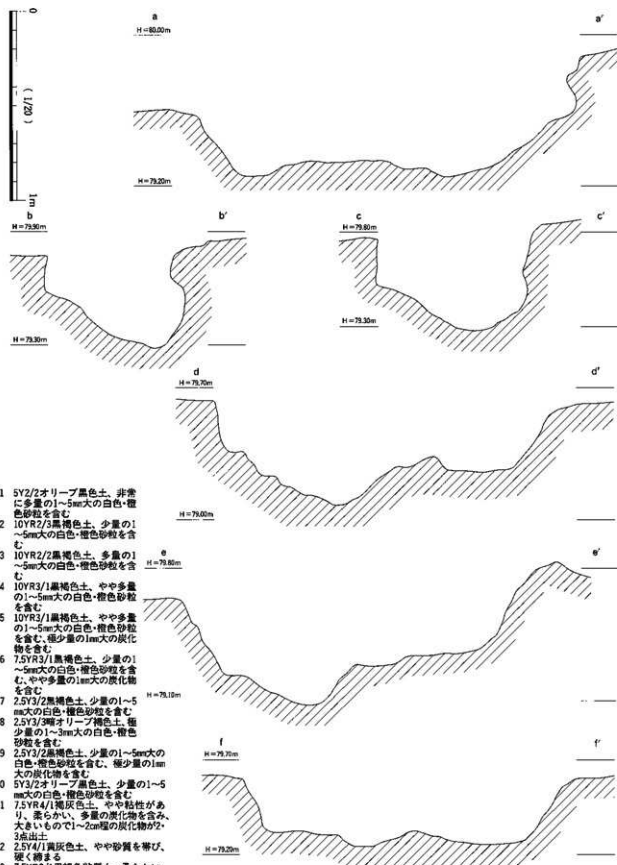 0
(1/20)
1m
a
a'
H=80.00m
H=79.20m
b
b'
H=79.90m
H=79.30m
c
c'
H=79.80m
H=79.30m
d
d'
H=79.70m
H=79.00m
1 5Y2/2オリーブ黒色土、非常
に多量の1~5mm大の白色・橙
色砂粒を含む
2 10YR2/3黒褐色土、少量の1
~5mm大の白色・橙色砂粒を含
む
3 10YR2/2黒褐色土、多量の1
~5mm大の白色・橙色砂粒を含む
4 10YR3/1黒褐色土、やや多量
の1~5mm大の白色・橙色砂粒
を含む
5 10YR3/1黒褐色土、やや多量
の1~5mm大の白色・橙色砂粒
を含む、極少量の1mm大の炭化
物を含む
6 7.5YR3/1黒褐色土、少量の1
~5mm大の白色・橙色砂粒を含
む、やや多量の1mm大の炭化物
を含む
7 2.5Y3/2黒褐色土、少量の1~5
mm大の白色・橙色砂粒を含む
8 2.5Y3/3暗オリーブ褐色土、極
少量の1~3mm大の白色・橙色
砂粒を含む
9 2.5Y3/2黒褐色土、少量の1~5mm大の
白色・橙色砂粒を含む、極少量の1mm
大の炭化物を含む
0 5Y3/2オリーブ黒色土、少量の1~5
mm大の白色・橙色砂粒を含む
1 7.5YR4/1褐灰色土、やや粘性があ
り、柔らかい、多量の炭化物を含み、
大きいもので1~2cm程の炭化物が2・
3点出土
2 2.5Y4/1黄灰色土、やや砂質を帯び、
硬く締まる
e
e'
H=79.80m
H=79.10m
f
f'
H=79.70m
H=79.20m